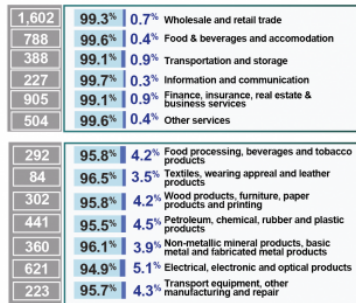 1,602 99.3% 0.7% Wholesale and retail trade
788 99.6% 0.4% Food & beverages and accomodation
388 99.1% 0.9% Transportation and storage
227 99.7% 0.3% Information and communication
905 99.1% 0.9% Finance, insurance, real estate &
business services
504 99.6% 0.4% Other services
292 95.8% 4.2% Food processing, beverages and tobacco
products
84 96.5% 3.5% Textiles, wearing appreal and leather
products
302 95.8% 4.2% Wood products, furniture, paper
products and printing
441 95.5% 4.5% Petroleum, chemical, rubber and plastic
products
360 96.1% 3.9% Non-metallic mineral products, basic
metal and fabricated metal products
621 94.9% 5.1% Electrical, electronic and optical products
223 95.7% 4.3% Transport equipment, other
manufacturing and repair